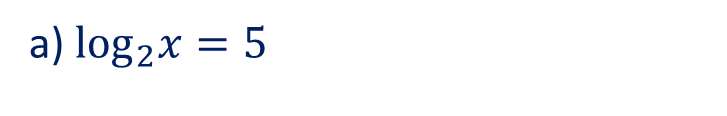 a) log₂x = 5